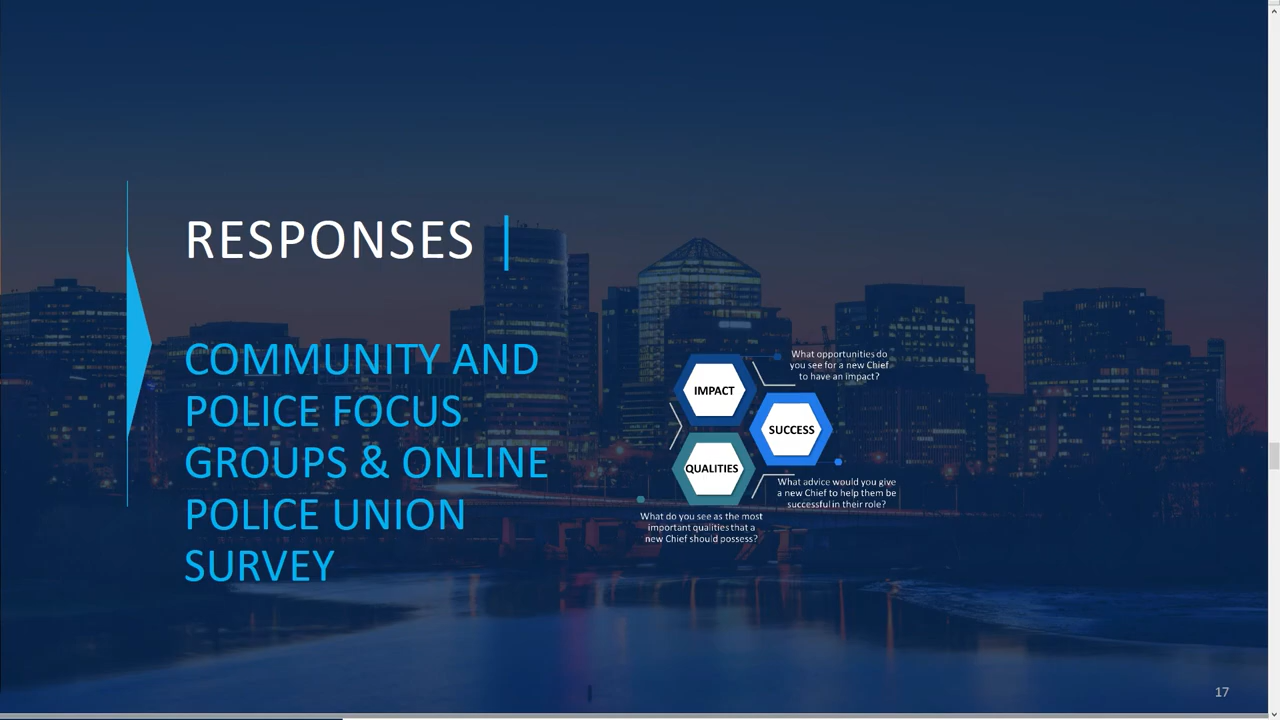 RESPONSES |
COMMUNITY AND
POLICE FOCUS
GROUPS & ONLINE
POLICE UNION
SURVEY
IMPACT
What opportunities do
you see for a new Chief
to have an impact?
SUCCESS
What advice would you give
a new Chief to help them be
successful in their role?
QUALITIES
What do you see as the most
important qualities that a
new Chief should possess?
17